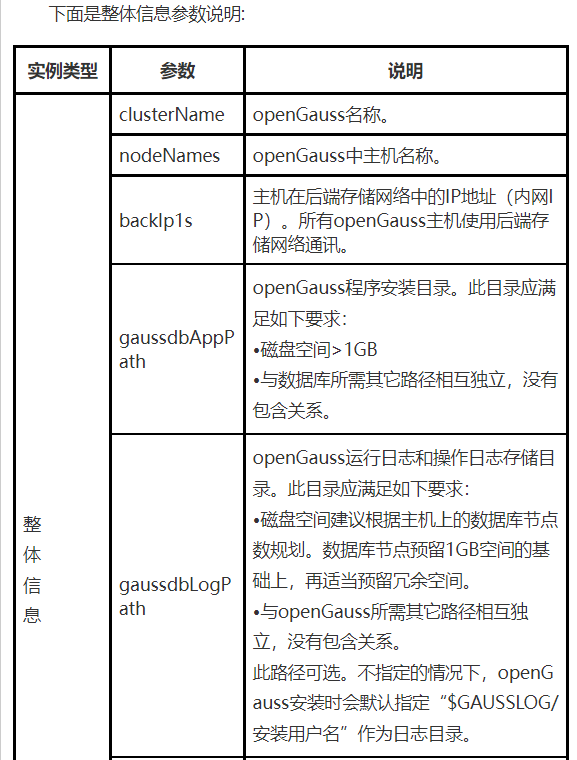 下面是整体信息参数说明:
实例类型 参数 说明
整
体
信
息
clusterName openGauss名称。
nodeNames openGauss中主机名称。
backIp1s
主机在后端存储网络中的IP地址（内网I
P）。所有openGauss主机使用后端存
储网络通讯。
gaussdbAppP
ath
openGauss程序安装目录。此目录应满
足如下要求：
•磁盘空间>1GB
•与数据库所需其它路径相互独立，没有
包含关系。
gaussdbLogP
ath
openGauss运行日志和操作日志存储目
录。此目录应满足如下要求：
•磁盘空间建议根据主机上的数据库节点
数规划。数据库节点预留1GB空间的基
础上，再适当预留冗余空间。
•与openGauss所需其它路径相互独
立，没有包含关系。
此路径可选。不指定的情况下，openG
auss安装时会默认指定“$GAUSSLOG/
安装用户名”作为日志目录。